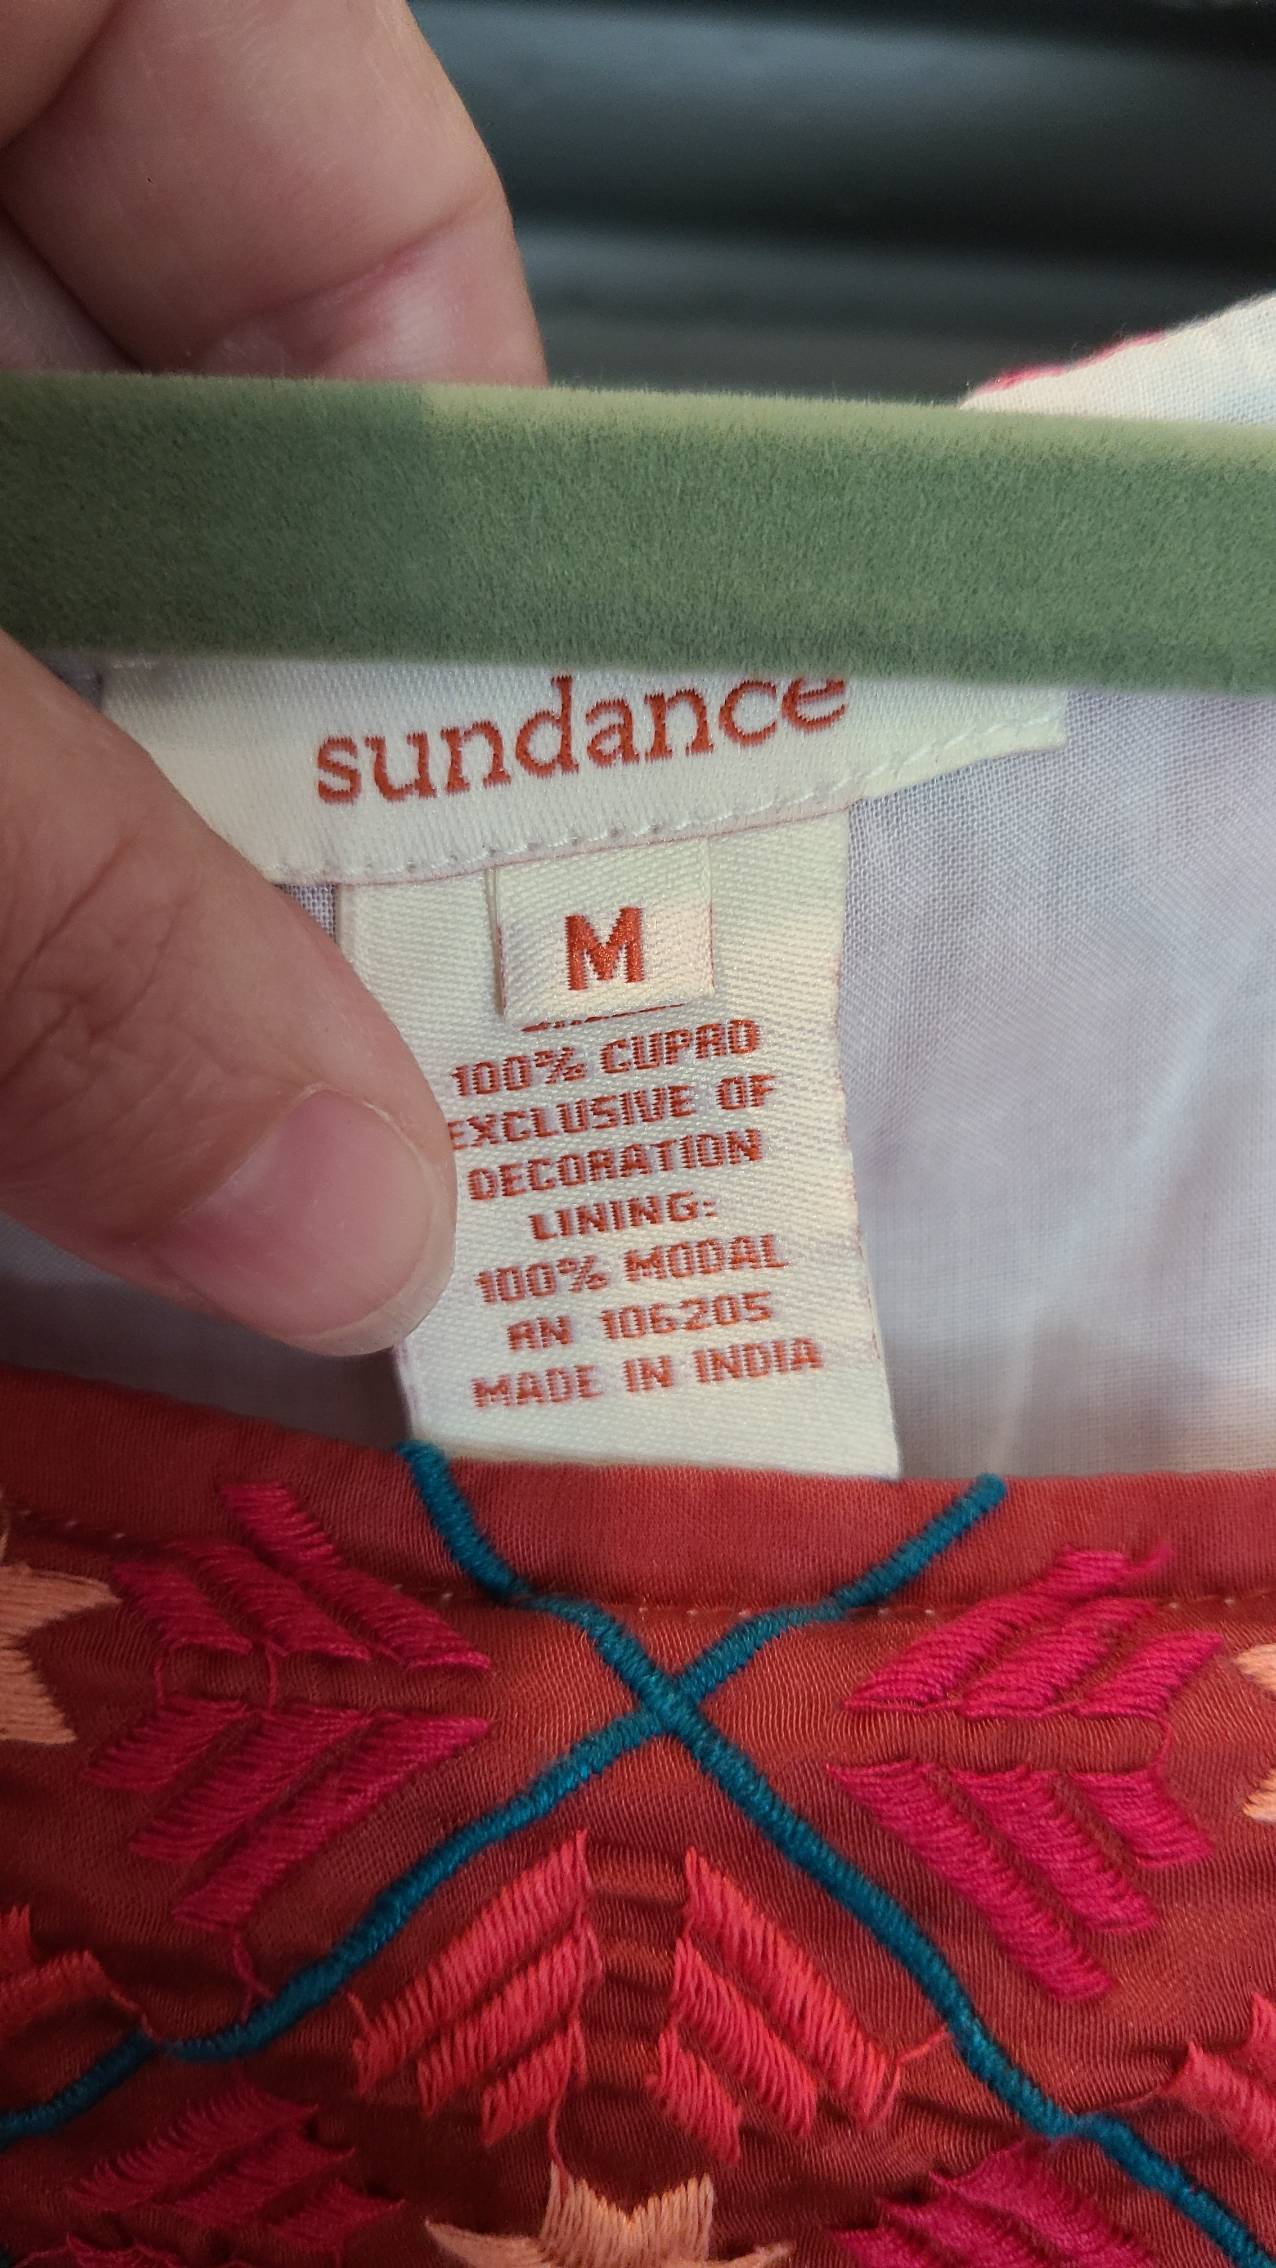 sundance
M
100% CUPRO
EXCLUSIVE OF
DECORATION
LINING:
100% MODAL
RN 106205
MADE IN INDIA